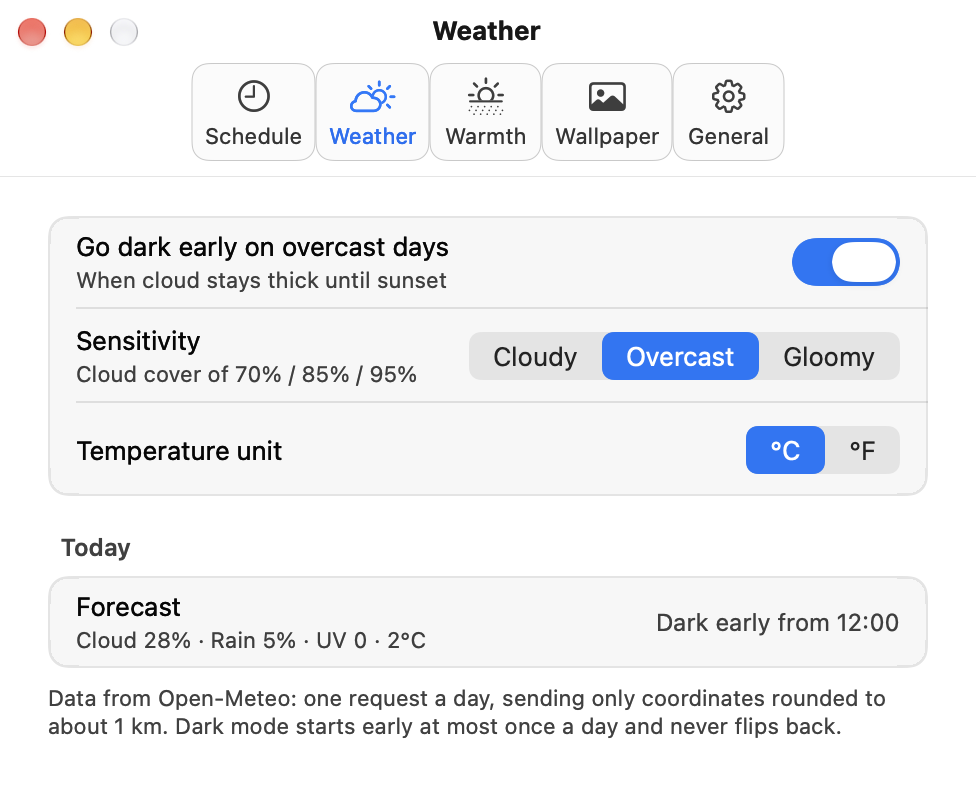 Weather
Schedule
Weather
Warmth
Wallpaper
General
Go dark early on overcast days
When cloud stays thick until sunset
Sensitivity
Cloud cover of 70% / 85% / 95%
Cloudy
Overcast
Gloomy
Temperature unit
°C
°F
Today
Forecast
Cloud 28% · Rain 5% · UV 0 · 2°C
Dark early from 12:00
Data from Open-Meteo: one request a day, sending only coordinates rounded to
about 1 km. Dark mode starts early at most once a day and never flips back.